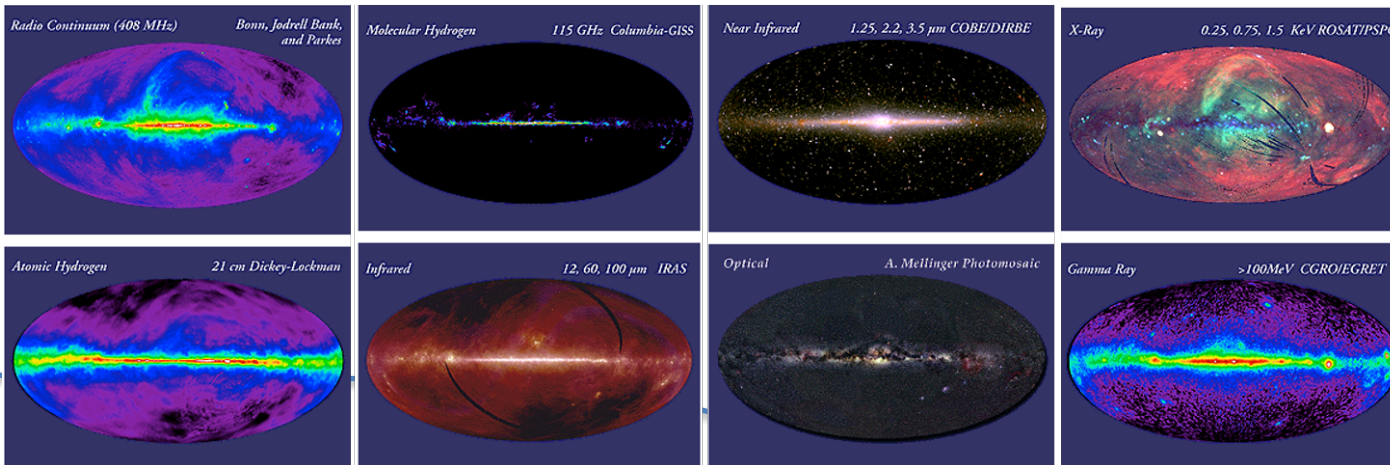 Radio Continuum (408 MHz) Bonn, Jodrell Bank,
and Parkes
Molecular Hydrogen 115 GHz Columbia-GISS
Near Infrared 1.25, 2.2, 3.5 µm COBE/DIRBE
X-Ray 0.25, 0.75, 1.5 KeV ROSAT/PSPC
Atomic Hydrogen 21 cm Dickey-Lockman
Infrared 12, 60, 100 µm IRAS
Optical A. Mellinger Photomosaic
Gamma Ray >100MeV CGRO/EGRET